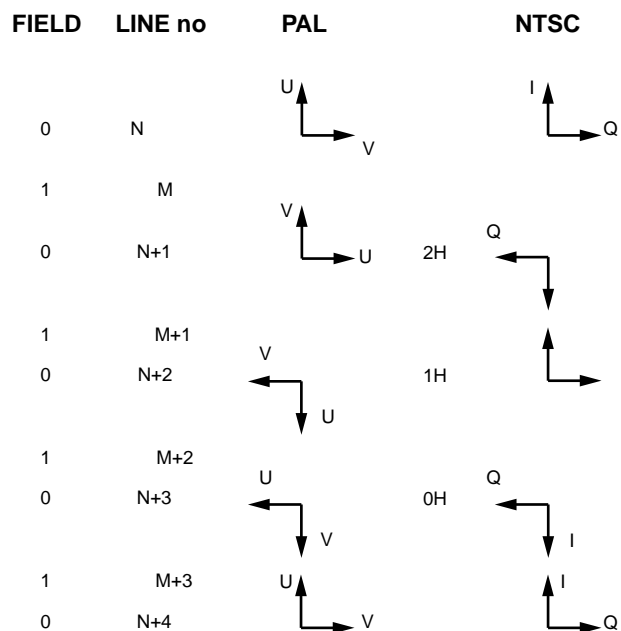 FIELD LINE no PAL NTSC
U I
0 N V Q
1 M
V
0 N+1 U 2H Q
1 M+1
V
0 N+2 1H
U
1 M+2
U Q
0 N+3 0H
V I
1 M+3 U I
0 N+4 V Q